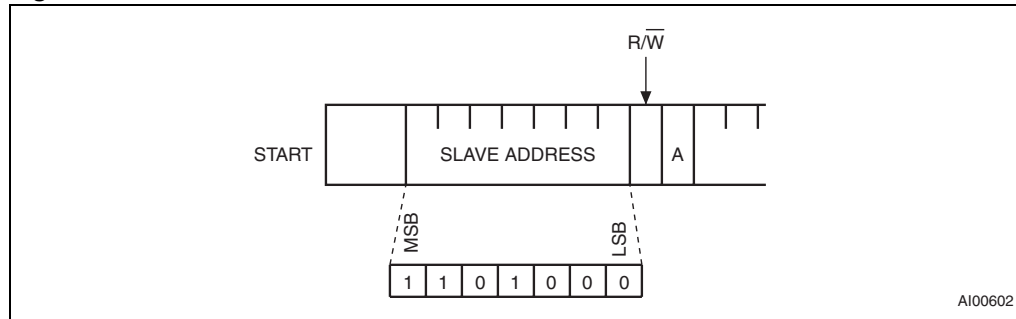 R/W̅
START SLAVE ADDRESS A
MSB LSB
1 1 0 1 0 0 0
AI00602